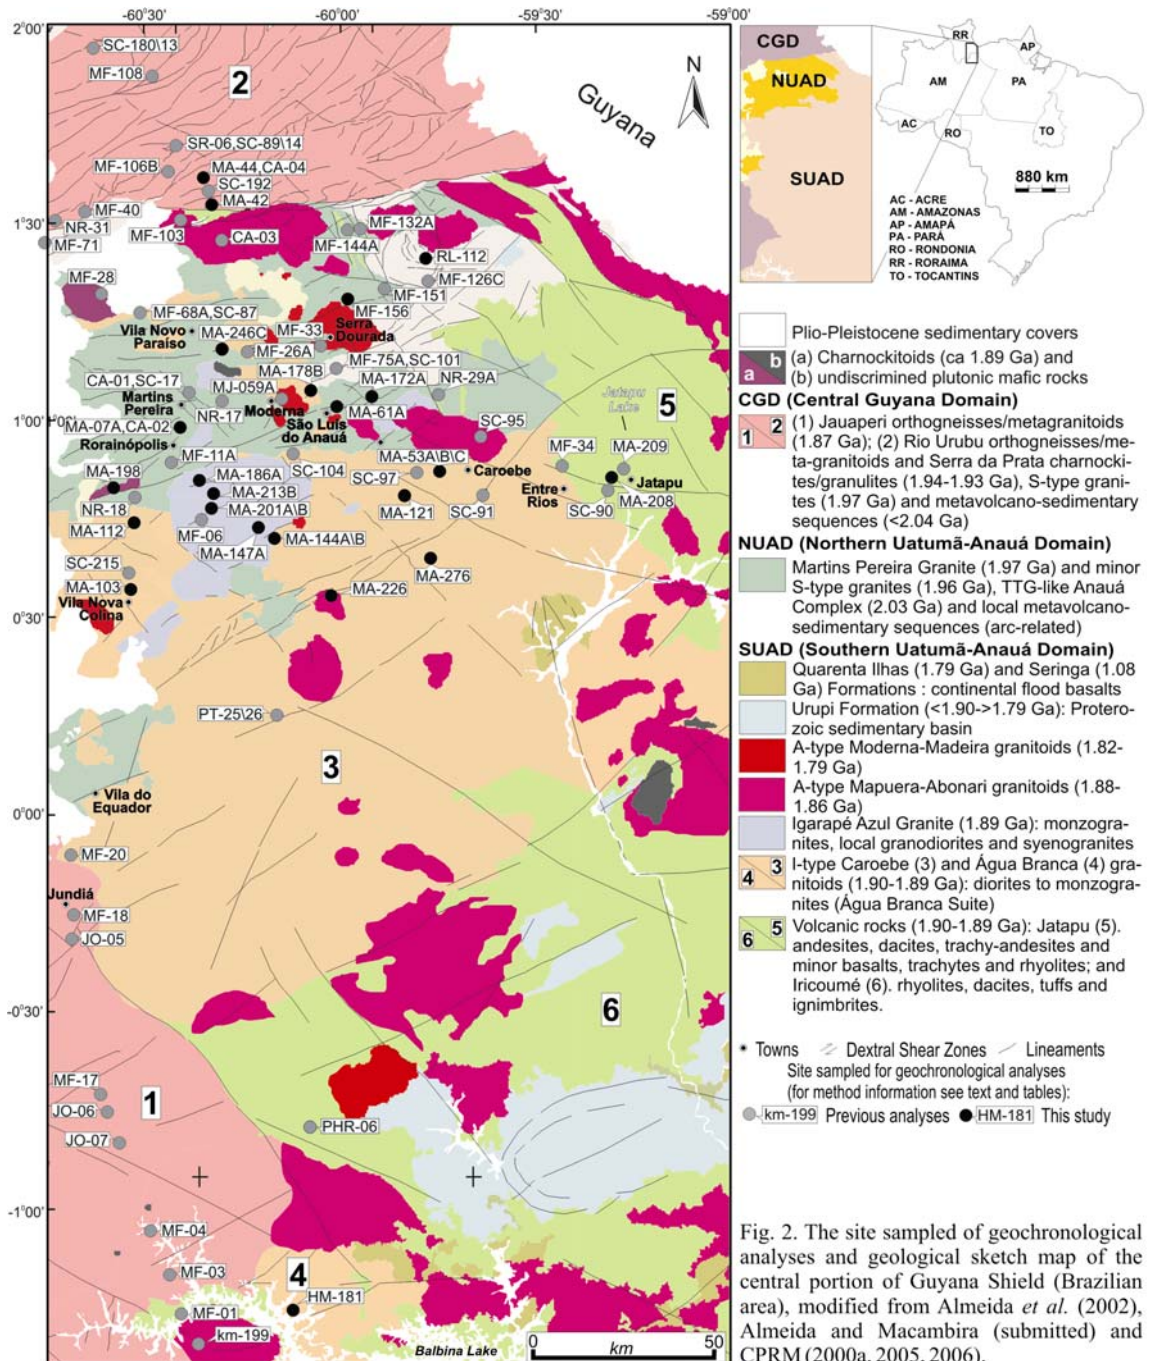 -60°30'
-60°00'
-59°30'
-59°00'
2°00'
SC-180\13
MF-108
2
N
Guyana
SR-06,SC-89\14
MF-106B
MA-44,CA-04
SC-192
MA-42
MF-40
1°30'
NR-31
MF-71
MF-103
CA-03
MF-132A
MF-144A
RL-112
MF-126C
MF-28
MF-151
MF-156
MF-68A,SC-87
Vila Novo
Paraíso
MA-246C
MF-33
Serra
Dourada
MF-26A
MF-75A,SC-101
MA-178B
CA-01,SC-17
MJ-059A
MA-172A
NR-29A
Jatapu
Lake
5
Martins
Pereira
NR-17
Moderna
MA-61A
1°00'
São Luis
do Anauá
SC-95
MA-07A,CA-02
Rorainópolis
MF-11A
MF-34
MA-209
MA-53A\B\C
MA-198
MA-186A
SC-104
SC-97
Caroebe
Jatapu
MA-213B
Entre
Rios
NR-18
MA-201A\B
MA-121
SC-91
SC-90
MA-208
MA-112
MF-06
MA-144A\B
MA-147A
SC-215
MA-276
MA-103
MA-226
Vila Nova
Colina
0°30'
PT-25\26
3
Vila do
Equador
0°00'
MF-20
Jundiá
MF-18
JO-05
-0°30'
6
MF-17
1
JO-06
PHR-06
JO-07
-1°00'
MF-04
MF-03
4
HM-181
MF-01
km-199
Balbina Lake
0
50
km
CGD
NUAD
SUAD
RR
AP
AM
PA
AC
RO
TO
880 km
AC - ACRE
AM - AMAZONAS
AP - AMAPÁ
PA - PARÁ
RO - RONDONIA
RR - RORAIMA
TO - TOCANTINS
Plio-Pleistocene sedimentary covers
a b (a) Charnockitoids (ca 1.89 Ga) and
(b) undiscrimined plutonic mafic rocks
CGD (Central Guyana Domain)
1 2 (1) Jauaperi orthogneisses/metagranitoids
(1.87 Ga); (2) Rio Urubu orthogneisses/me-
ta-granitoids and Serra da Prata charnocki-
tes/granulites (1.94-1.93 Ga), S-type grani-
tes (1.97 Ga) and metavolcano-sedimentary
sequences (<2.04 Ga)
NUAD (Northern Uatumã-Anauá Domain)
Martins Pereira Granite (1.97 Ga) and minor
S-type granites (1.96 Ga), TTG-like Anauá
Complex (2.03 Ga) and local metavolcano-
sedimentary sequences (arc-related)
SUAD (Southern Uatumã-Anauá Domain)
Quarenta Ilhas (1.79 Ga) and Seringa (1.08
Ga) Formations : continental flood basalts
Urupi Formation (<1.90->1.79 Ga): Protero-
zoic sedimentary basin
A-type Moderna-Madeira granitoids (1.82-
1.79 Ga)
A-type Mapuera-Abonari granitoids (1.88-
1.86 Ga)
Igarapé Azul Granite (1.89 Ga): monzogra-
nites, local granodiorites and syenogranites
4 3 I-type Caroebe (3) and Água Branca (4) gra-
nitoids (1.90-1.89 Ga): diorites to monzogra-
nites (Água Branca Suite)
6 5 Volcanic rocks (1.90-1.89 Ga): Jatapu (5).
andesites, dacites, trachy-andesites and
minor basalts, trachytes and rhyolites; and
Iricoumé (6). rhyolites, dacites, tuffs and
ignimbrites.
Towns Dextral Shear Zones Lineaments
Site sampled for geochronological analyses
(for method information see text and tables):
km-199 Previous analyses HM-181 This study
Fig. 2. The site sampled of geochronological
analyses and geological sketch map of the
central portion of Guyana Shield (Brazilian
area), modified from Almeida et al. (2002),
Almeida and Macambira (submitted) and
CPRM (2000a, 2005, 2006).